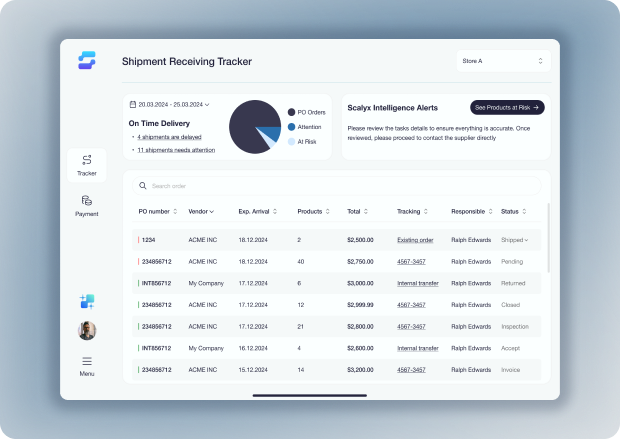 Shipment Receiving Tracker
Store A
20.03.2024 - 25.03.2024
On Time Delivery
4 shipments are delayed
11 shipments needs attention
PO Orders
Attention
At Risk
Scalyx Intelligence Alerts
See Products at Risk →
Please review the tasks details to ensure everything is accurate. Once
reviewed, please proceed to contact the supplier directly
Tracker
Payment
Menu
Search order
PO number Vendor Exp. Arrival Products Total Tracking Responsible Status
1234 ACME INC 18.12.2024 2 $2,500.00 Existing order Ralph Edwards Shipped
234856712 ACME INC 18.12.2024 40 $2,750.00 4567-3457 Ralph Edwards Pending
INT856712 My Company 17.12.2024 6 $3,000.00 Internal transfer Ralph Edwards Returned
234856712 ACME INC 17.12.2024 12 $2,999.99 4567-3457 Ralph Edwards Closed
234856712 ACME INC 17.12.2024 21 $2,800.00 4567-3457 Ralph Edwards Inspection
INT856712 My Company 16.12.2024 4 $2,600.00 Internal transfer Ralph Edwards Accept
234856712 ACME INC 15.12.2024 14 $3,200.00 4567-3457 Ralph Edwards Invoice